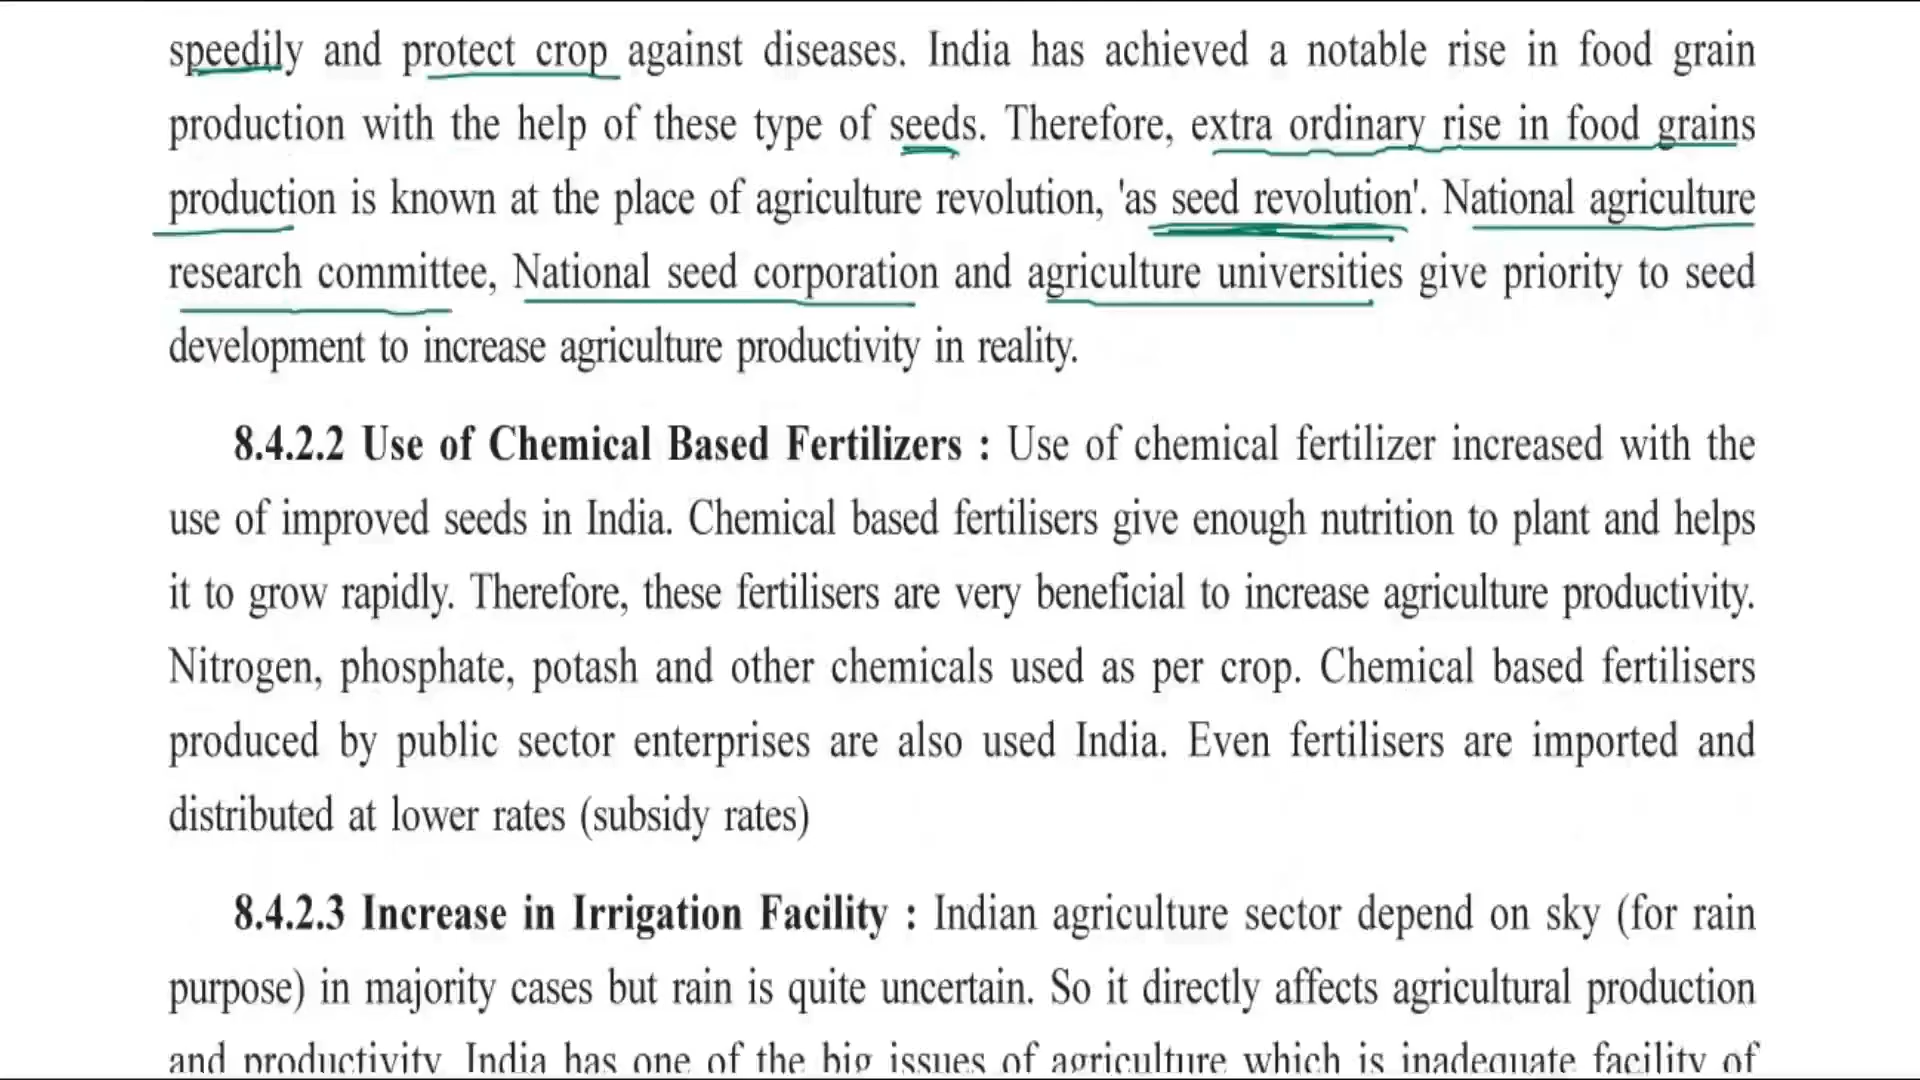 speedily and protect crop against diseases. India has achieved a notable rise in food grain
production with the help of these type of seeds. Therefore, extra ordinary rise in food grains
production is known at the place of agriculture revolution, 'as seed revolution'. National agriculture
research committee, National seed corporation and agriculture universities give priority to seed
development to increase agriculture productivity in reality.
8.4.2.2 Use of Chemical Based Fertilizers : Use of chemical fertilizer increased with the
use of improved seeds in India. Chemical based fertilisers give enough nutrition to plant and helps
it to grow rapidly. Therefore, these fertilisers are very beneficial to increase agriculture productivity.
Nitrogen, phosphate, potash and other chemicals used as per crop. Chemical based fertilisers
produced by public sector enterprises are also used India. Even fertilisers are imported and
distributed at lower rates (subsidy rates)
8.4.2.3 Increase in Irrigation Facility : Indian agriculture sector depend on sky (for rain
purpose) in majority cases but rain is quite uncertain. So it directly affects agricultural production
and productivity. India has one of the big issues of agriculture which is inadequate facility of